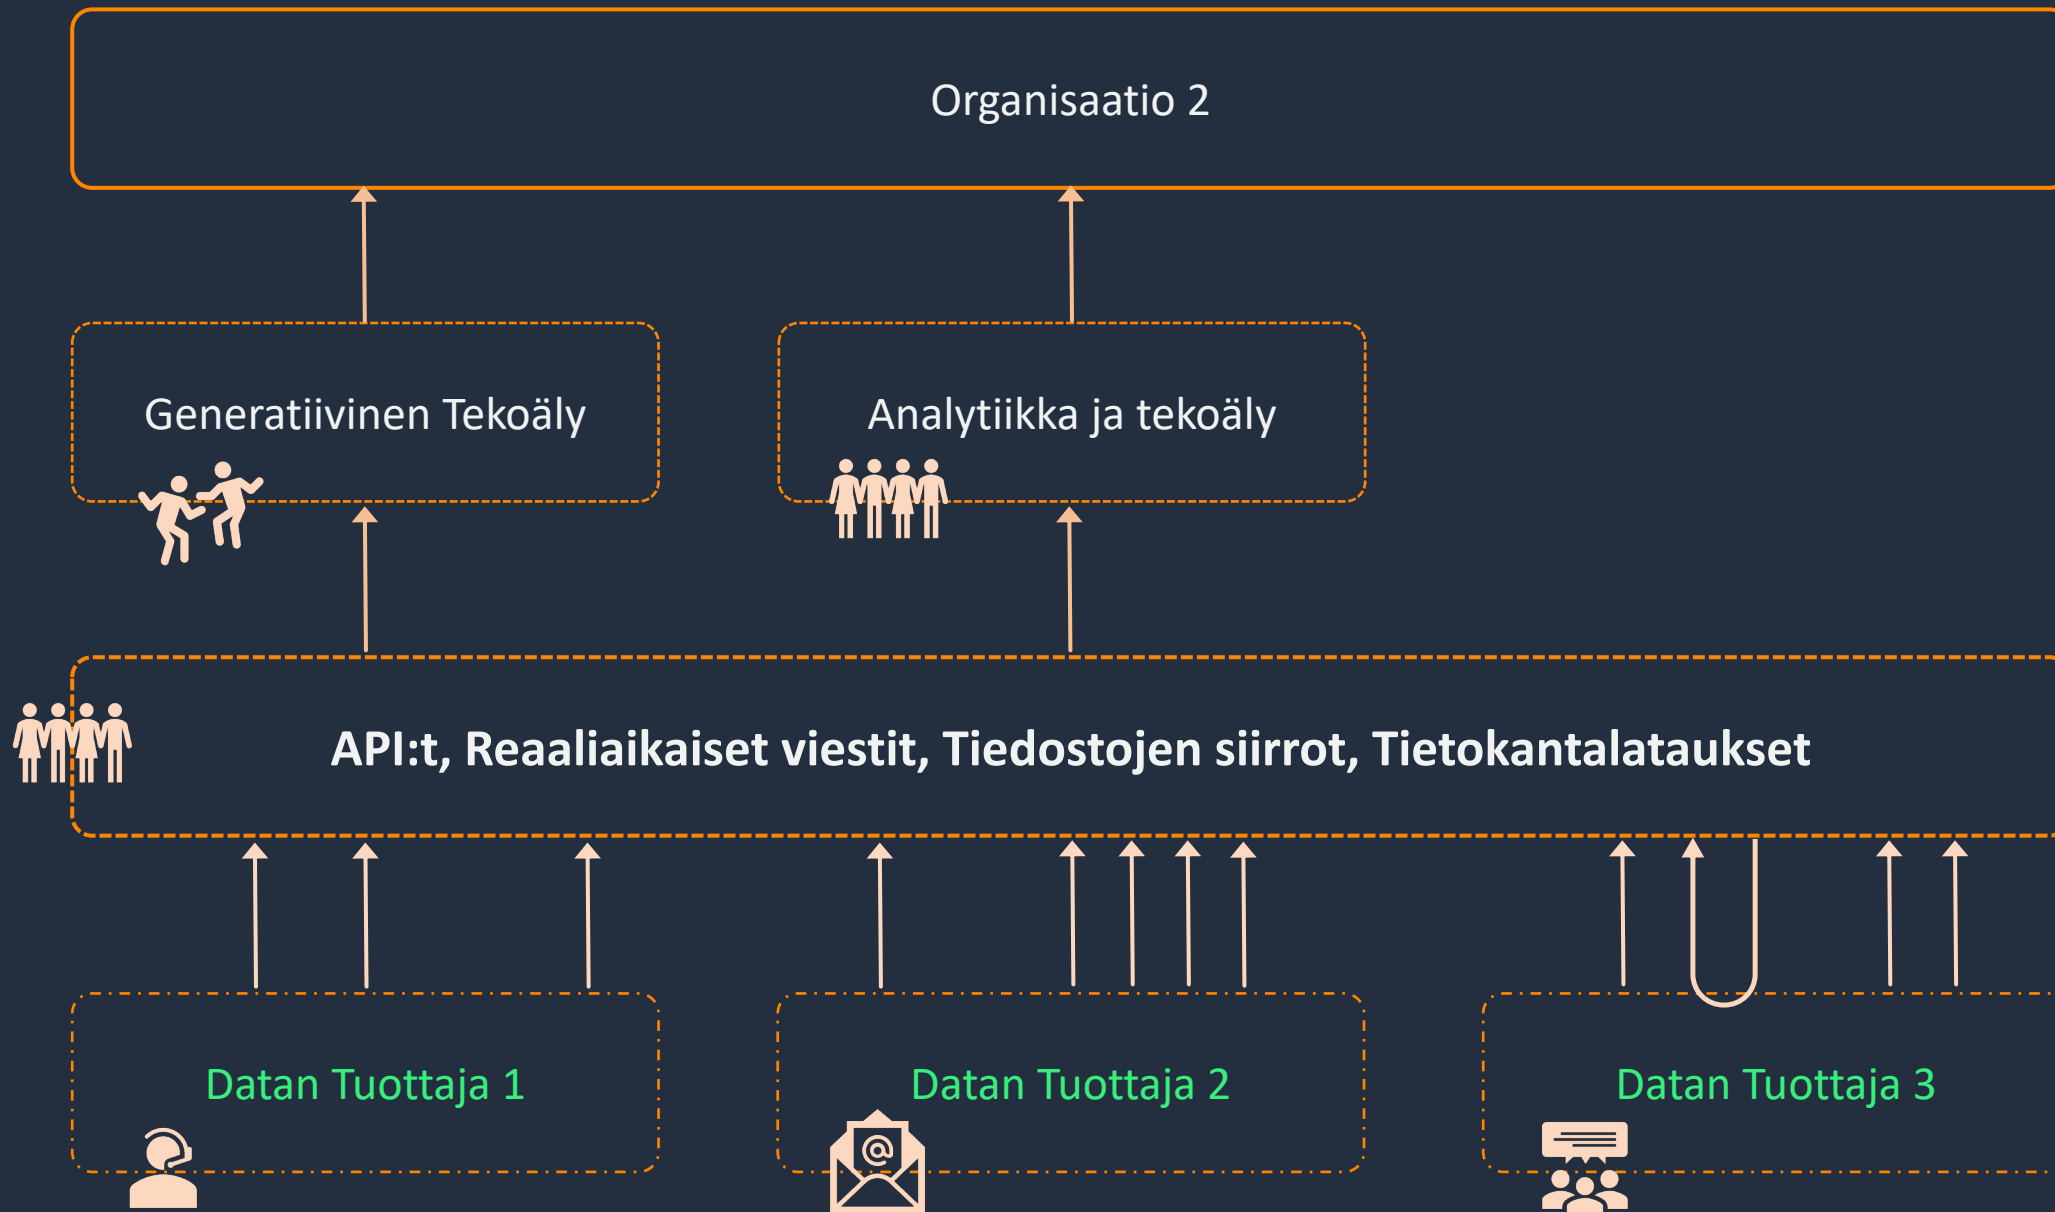 Organisaatio 2
Generatiivinen Tekoäly
Analytiikka ja tekoäly
API:t, Reaaliaikaiset viestit, Tiedostojen siirrot, Tietokantalataukset
Datan Tuottaja 1
Datan Tuottaja 2
Datan Tuottaja 3
@